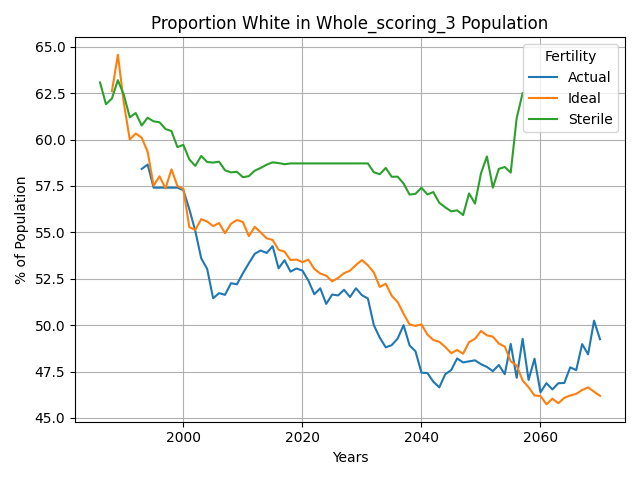 Proportion White in Whole_scoring_3 Population
Fertility
Actual
Ideal
Sterile
65.0
62.5
60.0
57.5
55.0
52.5
50.0
47.5
45.0
% of Population
2000
2020
2040
2060
Years